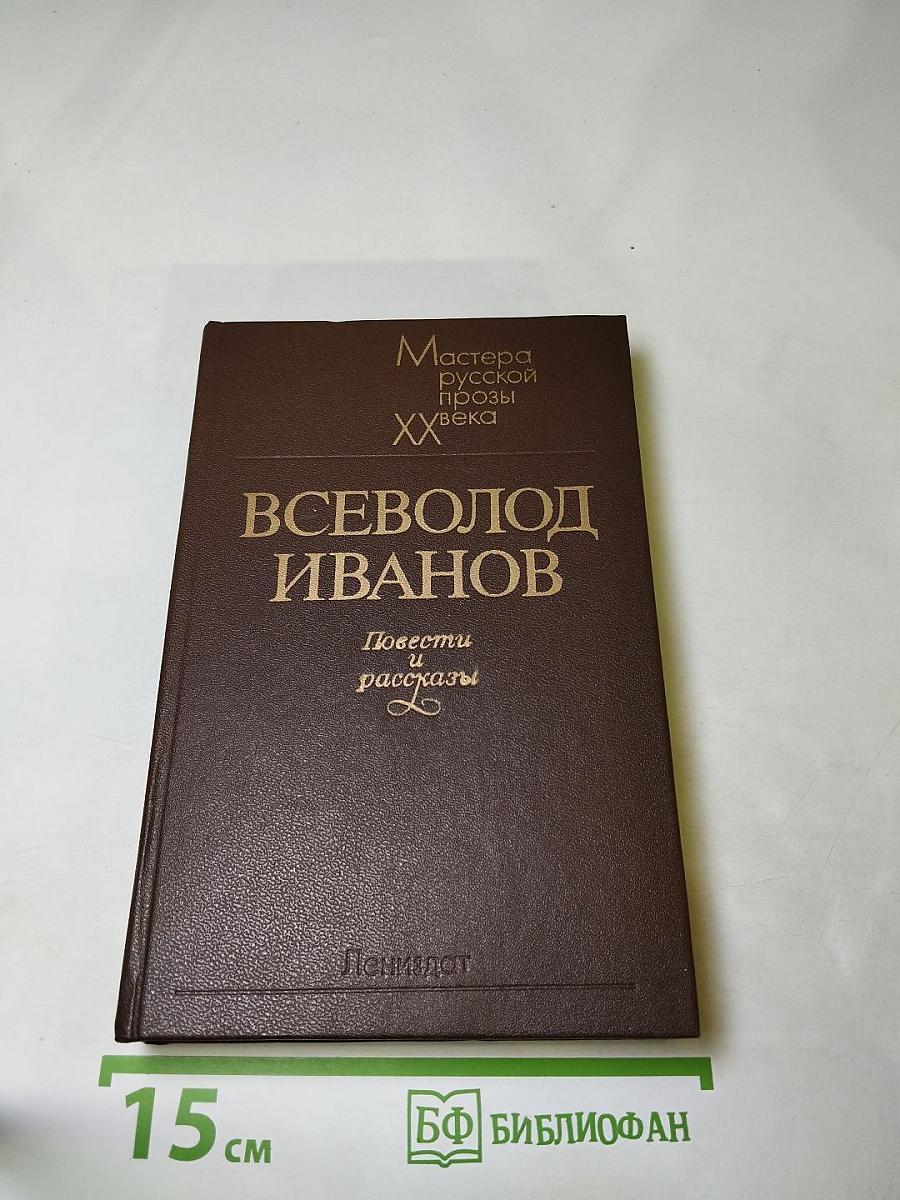 Мастера
русской
прозы
XX века
ВСЕВОЛОД
ИВАНОВ
Повести
и
рассказы
Лениздат
15 см
БФ БИБЛИОФАН